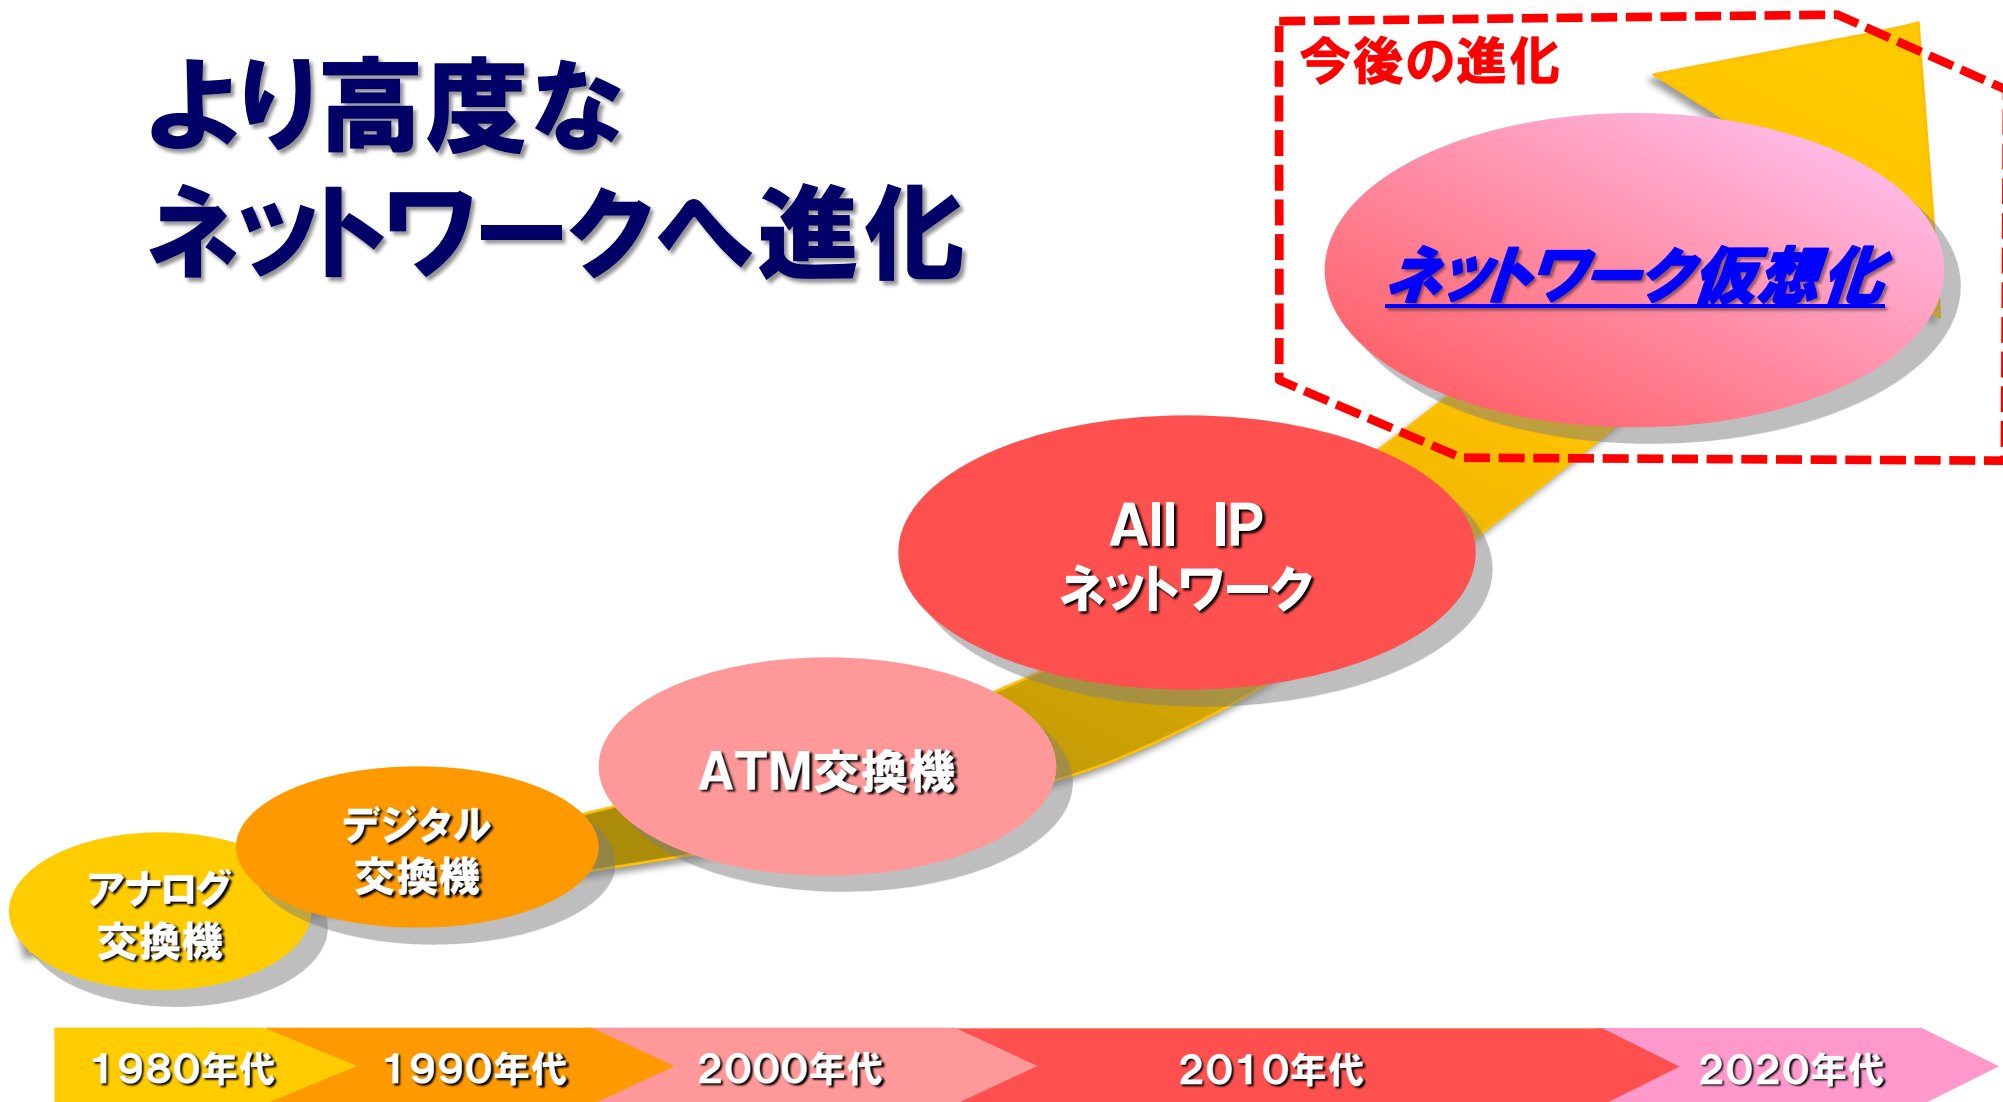 より高度な
ネットワークへ進化
今後の進化
ネットワーク仮想化
All　IP
ネットワーク
ATM交換機
デジタル
交換機
アナログ
交換機
1980年代
1990年代
2000年代
2010年代
2020年代